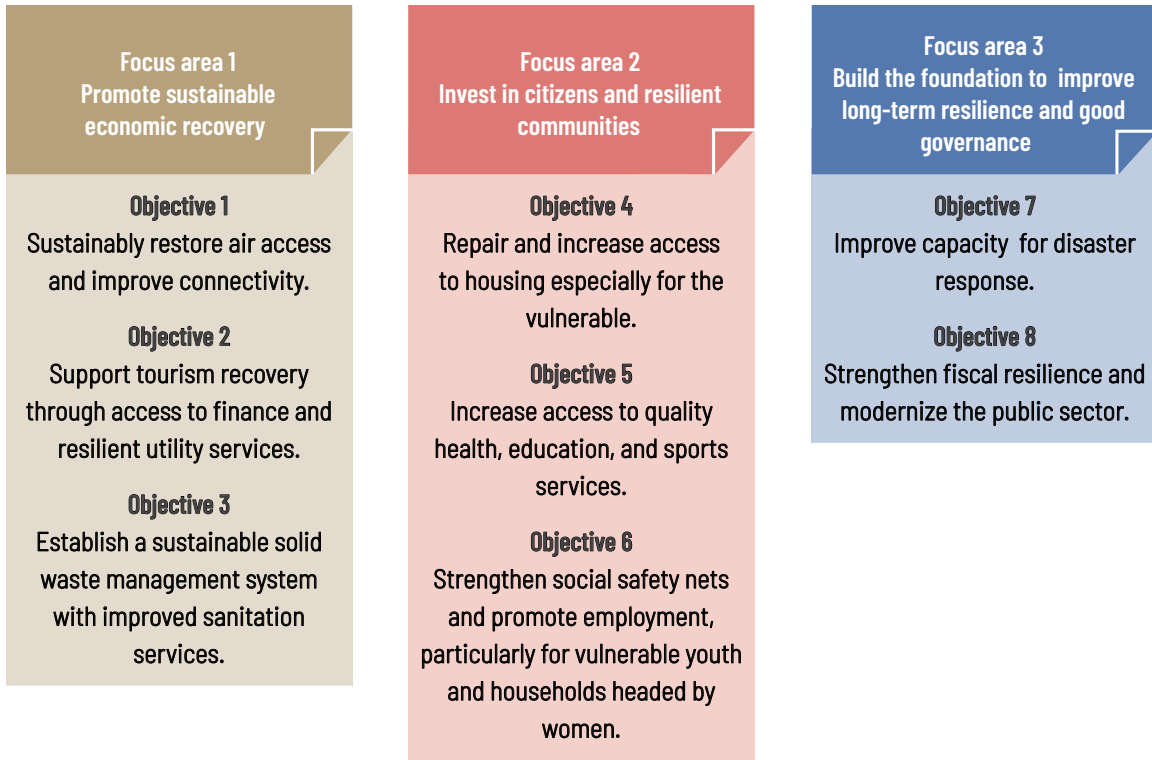 Focus area 1
Promote sustainable
economic recovery
Objective 1
Sustainably restore air access
and improve connectivity.
Objective 2
Support tourism recovery
through access to finance and
resilient utility services.
Objective 3
Establish a sustainable solid
waste management system
with improved sanitation
services.
Focus area 2
Invest in citizens and resilient
communities
Objective 4
Repair and increase access
to housing especially for the
vulnerable.
Objective 5
Increase access to quality
health, education, and sports
services.
Objective 6
Strengthen social safety nets
and promote employment,
particularly for vulnerable youth
and households headed by
women.
Focus area 3
Build the foundation to improve
long-term resilience and good
governance
Objective 7
Improve capacity for disaster
response.
Objective 8
Strengthen fiscal resilience and
modernize the public sector.